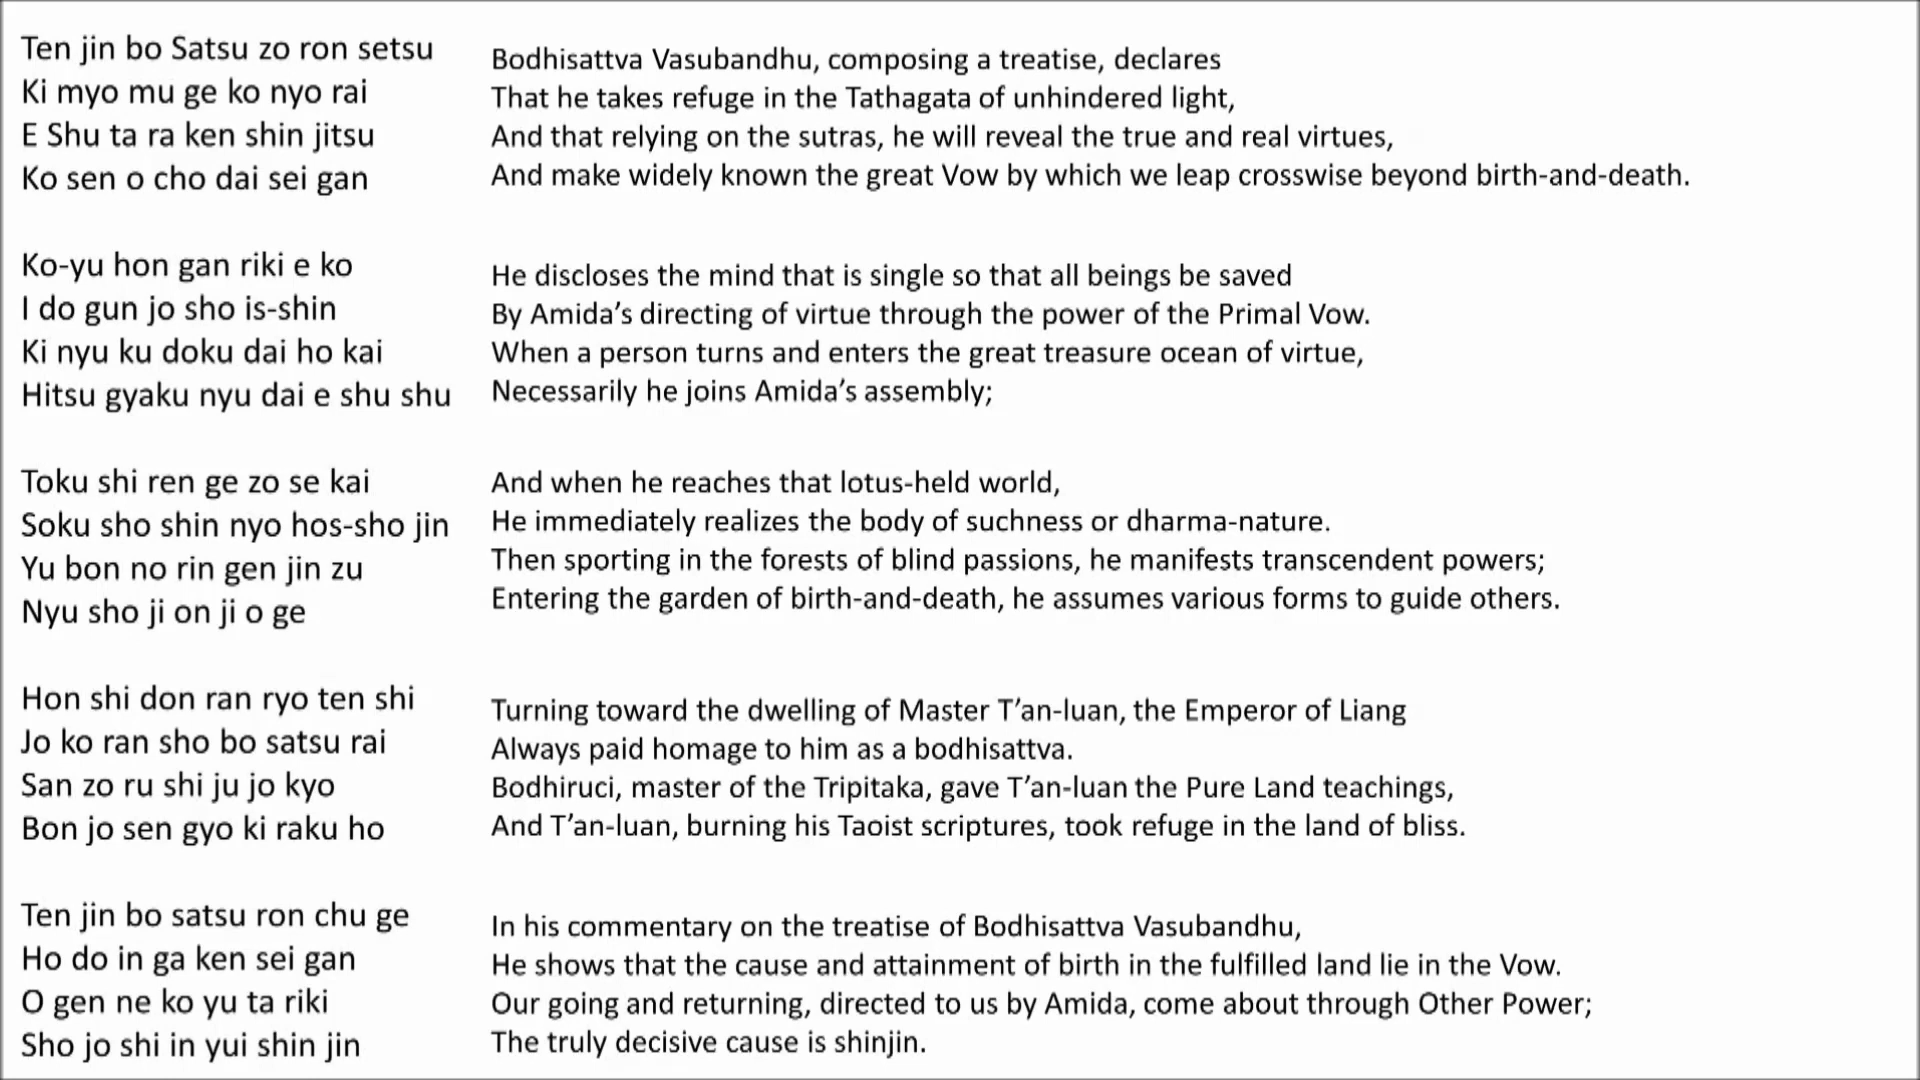 Ten jin bo Satsu zo ron setsu
Ki myo mu ge ko nyo rai
E Shu ta ra ken shin jitsu
Ko sen o cho dai sei gan
Bodhisattva Vasubandhu, composing a treatise, declares
That he takes refuge in the Tathagata of unhindered light,
And that relying on the sutras, he will reveal the true and real virtues,
And make widely known the great Vow by which we leap crosswise beyond birth-and-death.
Ko-yu hon gan riki e ko
I do gun jo sho is-shin
Ki nyu ku doku dai ho kai
Hitsu gyaku nyu dai e shu shu
He discloses the mind that is single so that all beings be saved
By Amida’s directing of virtue through the power of the Primal Vow.
When a person turns and enters the great treasure ocean of virtue,
Necessarily he joins Amida’s assembly;
Toku shi ren ge zo se kai
Soku sho shin nyo hos-sho jin
Yu bon no rin gen jin zu
Nyu sho ji on ji o ge
And when he reaches that lotus-held world,
He immediately realizes the body of suchness or dharma-nature.
Then sporting in the forests of blind passions, he manifests transcendent powers;
Entering the garden of birth-and-death, he assumes various forms to guide others.
Hon shi don ran ryo ten shi
Jo ko ran sho bo satsu rai
San zo ru shi ju jo kyo
Bon jo sen gyo ki raku ho
Turning toward the dwelling of Master T’an-luan, the Emperor of Liang
Always paid homage to him as a bodhisattva.
Bodhiruci, master of the Tripitaka, gave T’an-luan the Pure Land teachings,
And T’an-luan, burning his Taoist scriptures, took refuge in the land of bliss.
Ten jin bo satsu ron chu ge
Ho do in ga ken sei gan
O gen ne ko yu ta riki
Sho jo shi in yui shin jin
In his commentary on the treatise of Bodhisattva Vasubandhu,
He shows that the cause and attainment of birth in the fulfilled land lie in the Vow.
Our going and returning, directed to us by Amida, come about through Other Power;
The truly decisive cause is shinjin.